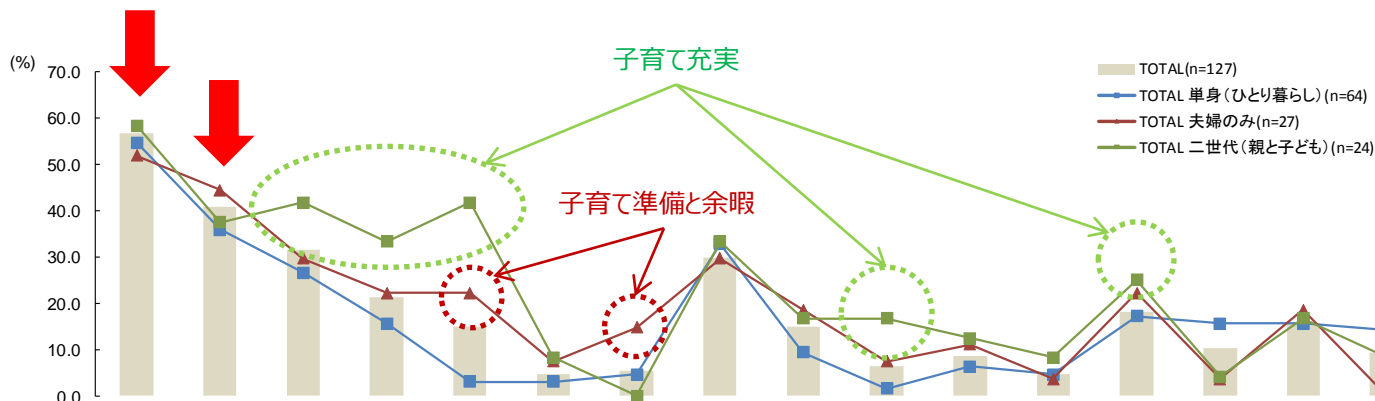 子育て充実
(%)
70.0
60.0
50.0
40.0
30.0
20.0
10.0
0.0
子育て準備と余暇
TOTAL(n=127)
TOTAL 単身(ひとり暮らし)(n=64)
TOTAL 夫婦のみ(n=27)
TOTAL 二世代(親と子ども)(n=24)